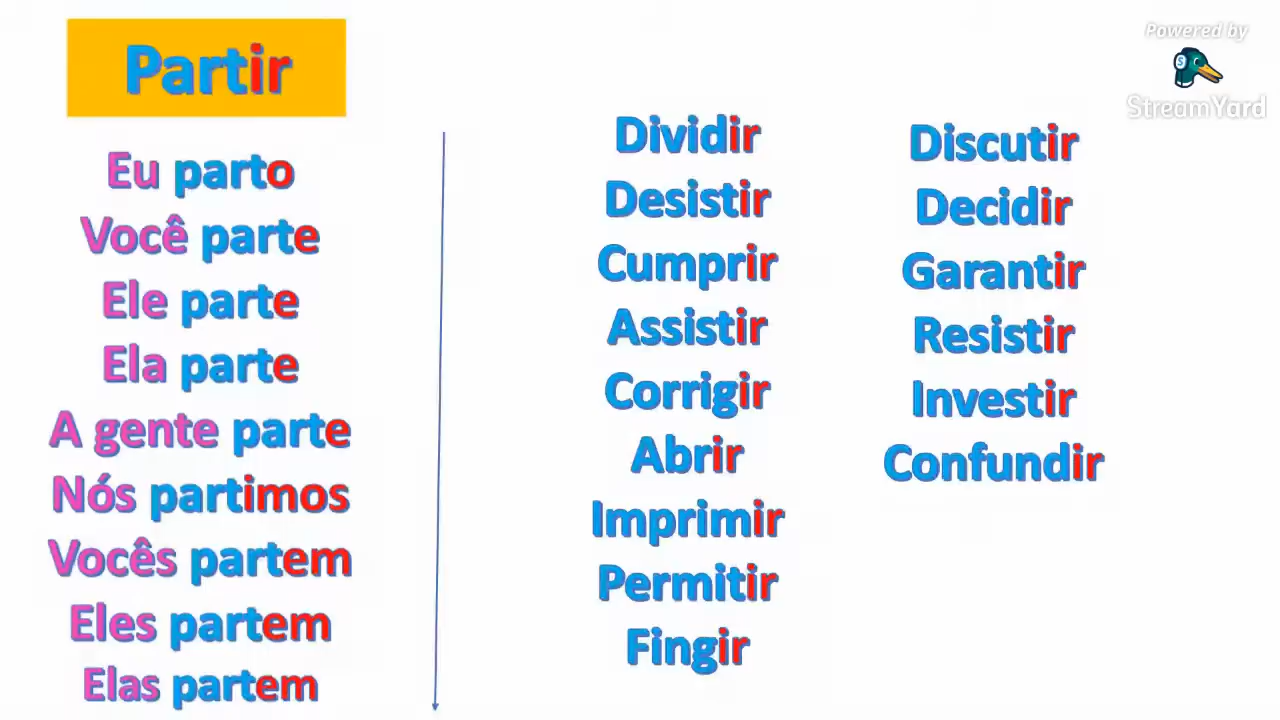 Partir
Eu parto
Você parte
Ele parte
Ela parte
A gente parte
Nós partimos
Vocês partem
Eles partem
Elas partem
Dividir
Desistir
Cumprir
Assistir
Corrigir
Abrir
Imprimir
Permitir
Fingir
Discutir
Decidir
Garantir
Resistir
Investir
Confundir
Powered by
S
StreamYard